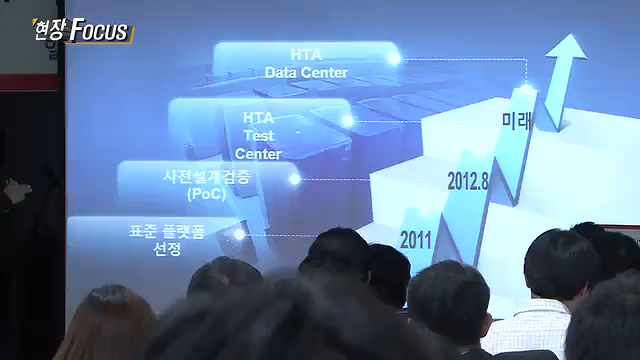 현장 FOCUS
HTA
Data Center
HTA
Test
Center
미래
사전설계검증
(PoC)
2012.8
표준 플랫폼
선정
2011